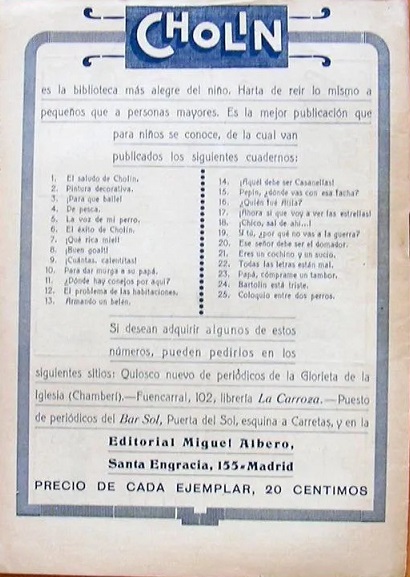 CHOLIN
es la biblioteca más alegre del niño. Harta de reir lo mismo a
pequeños que a personas mayores. Es la mejor publicación que
para niños se conoce, de la cual van
publicados los siguientes cuadernos:
1. El saludo de Cholin.
2. Pintura decorativa.
3. ¡Para que baile!
4. De pesca.
5. La voz de mi perro.
6. El éxito de Cholin.
7. ¡Qué rica miel!
8. ¡Buen goal!
9. ¡Cuántas, calentitas!
10. Para dar murga a su papá.
11. ¿Dónde hay conejos por aquí?
12. El problema de las habitaciones.
13. Armando un belén.
14. ¡Aquél debe ser Casanellas!
15. Pepín, ¿dónde vas con esa facha?
16. ¿Quién fué Atila?
17. ¡Ahora sí que voy a ver las estrellas!
18. ¡Chico, sal de ahí...!
19. Si tú, ¿por qué no vas a la guerra?
20. Ese señor debe ser el domador.
21. Eres un cochino y un sucio.
22. Todas las letras están mal.
23. Papá, cómprame un tambor.
24. Bartolín está triste.
25. Coloquio entre dos perros.
Si desean adquirir algunos de estos
números, pueden pedirlos en los
siguientes sitios: Quiosco nuevo de periódicos de la Glorieta de la
Iglesia (Chamberí).—Fuencarral, 102, librería La Carroza.—Puesto
de periódicos del Bar Sol, Puerta del Sol, esquina a Carretas, y en la
Editorial Miguel Albero,
Santa Engracia, 155-Madrid
PRECIO DE CADA EJEMPLAR, 20 CENTIMOS